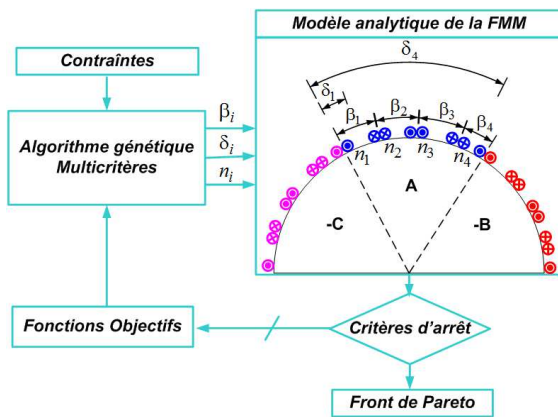 Modèle analytique de la FMM
Contraîntes
δ4
δ1
β1
β2
β3
β4
βi
Algorithme génétique
Multicritères
δi
ni
n1
n2
n3
n4
A
-C
-B
Fonctions Objectifs
Critères d'arrêt
Front de Pareto